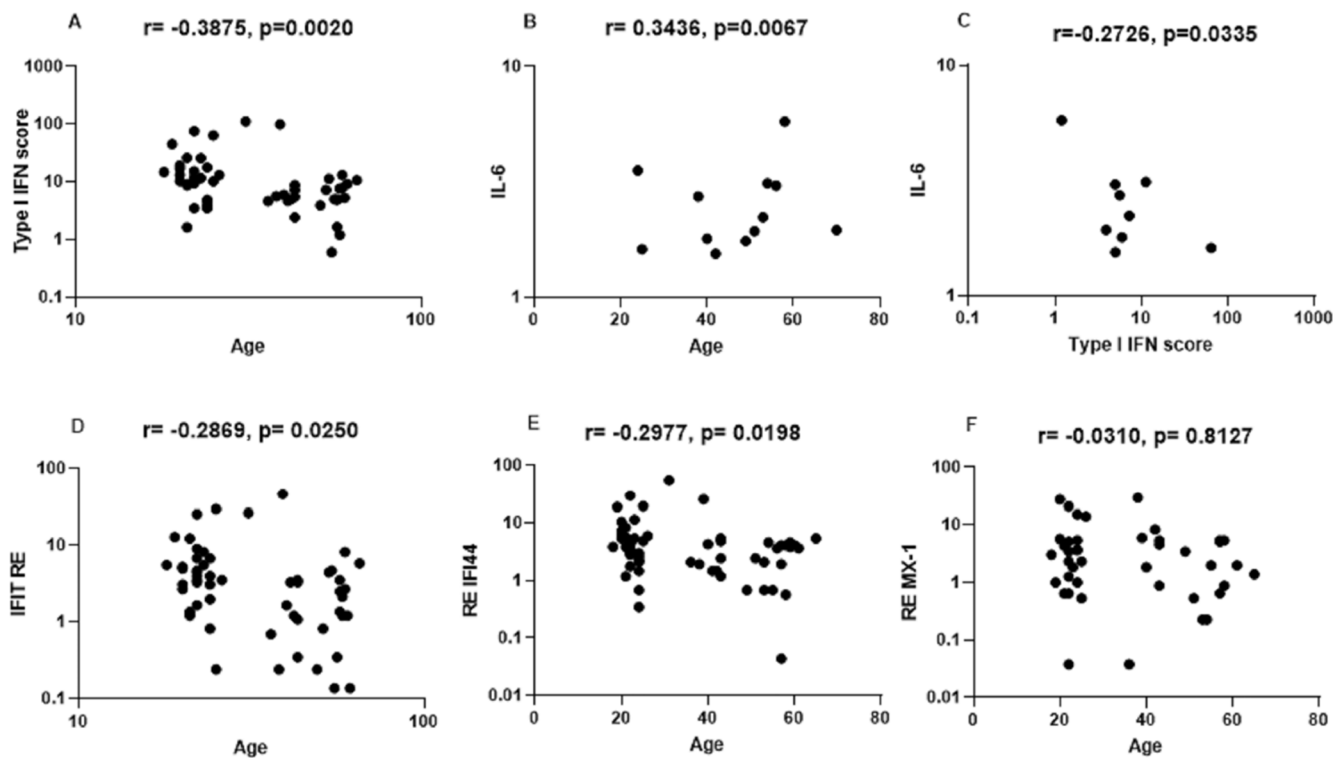 A
r= -0.3875, p=0.0020
Type I IFN score
1000
100
10
1
0.1
10
100
Age
B
r= 0.3436, p=0.0067
IL-6
10
1
0
20
40
60
80
Age
C
r=-0.2726, p=0.0335
IL-6
10
1
0.1
1
10
100
1000
Type I IFN score
D
r= -0.2869, p= 0.0250
IFIT RE
100
10
1
0.1
10
100
Age
E
r= -0.2977, p= 0.0198
RE IFI44
100
10
1
0.1
0.01
0
20
40
60
80
Age
F
r= -0.0310, p= 0.8127
RE MX-1
100
10
1
0.1
0.01
0
20
40
60
80
Age